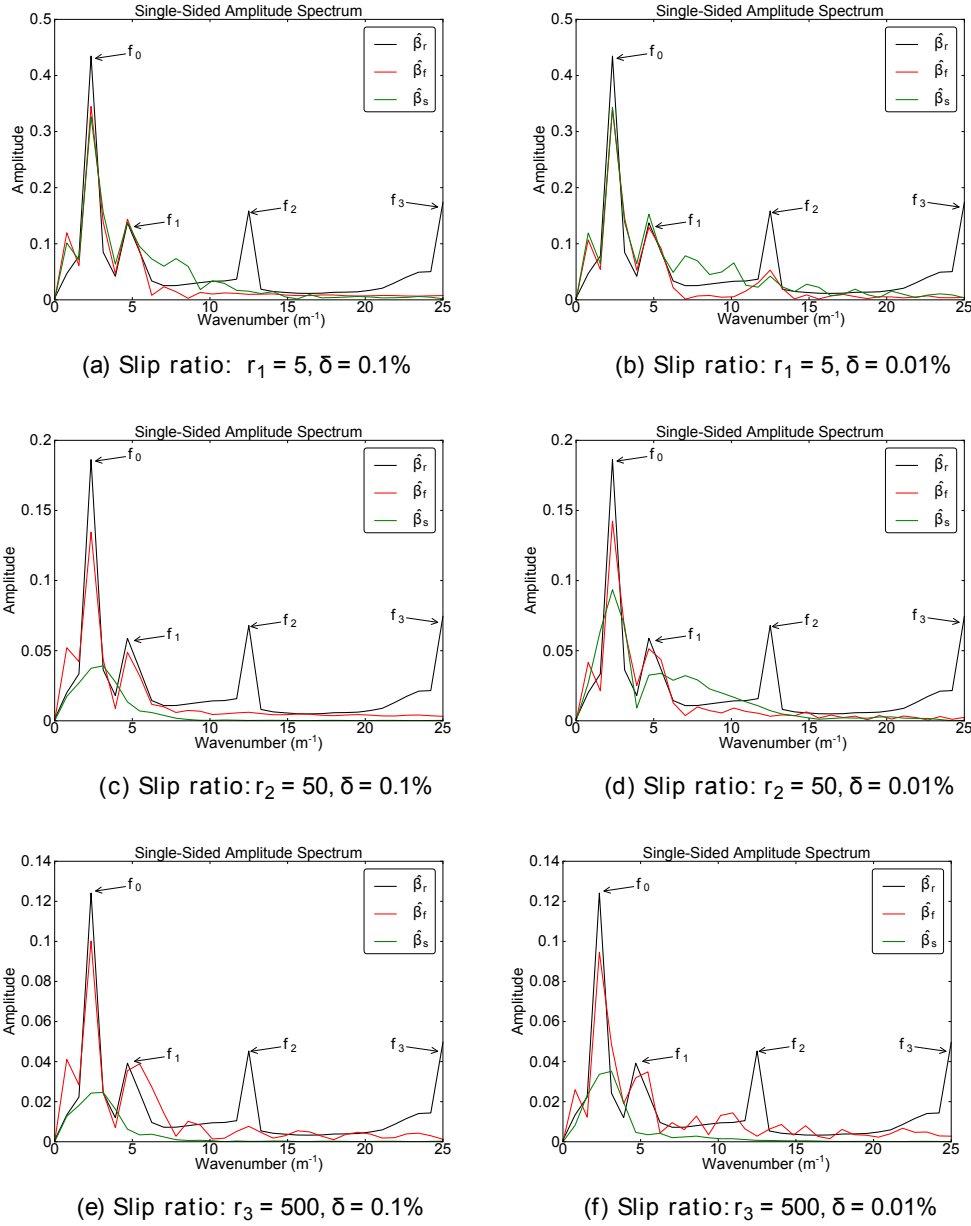 Single-Sided Amplitude Spectrum
0.5
0.4
0.3
0.2
0.1
0
Amplitude
f₀
f₁
f₂
f₃
β̂ᵣ
β̂f
β̂ₛ
0 5 10 15 20 25
Wavenumber (m⁻¹)
(a) Slip ratio: r₁ = 5, δ = 0.1%
Single-Sided Amplitude Spectrum
0.5
0.4
0.3
0.2
0.1
0
Amplitude
f₀
f₁
f₂
f₃
β̂ᵣ
β̂f
β̂ₛ
0 5 10 15 20 25
Wavenumber (m⁻¹)
(b) Slip ratio: r₁ = 5, δ = 0.01%
Single-Sided Amplitude Spectrum
0.2
0.15
0.1
0.05
0
Amplitude
f₀
f₁
f₂
f₃
β̂ᵣ
β̂f
β̂ₛ
0 5 10 15 20 25
Wavenumber (m⁻¹)
(c) Slip ratio: r₂ = 50, δ = 0.1%
Single-Sided Amplitude Spectrum
0.2
0.15
0.1
0.05
0
Amplitude
f₀
f₁
f₂
f₃
β̂ᵣ
β̂f
β̂ₛ
0 5 10 15 20 25
Wavenumber (m⁻¹)
(d) Slip ratio: r₂ = 50, δ = 0.01%
Single-Sided Amplitude Spectrum
0.14
0.12
0.1
0.08
0.06
0.04
0.02
0
Amplitude
f₀
f₁
f₂
f₃
β̂ᵣ
β̂f
β̂ₛ
0 5 10 15 20 25
Wavenumber (m⁻¹)
(e) Slip ratio: r₃ = 500, δ = 0.1%
Single-Sided Amplitude Spectrum
0.14
0.12
0.1
0.08
0.06
0.04
0.02
0
Amplitude
f₀
f₁
f₂
f₃
β̂ᵣ
β̂f
β̂ₛ
0 5 10 15 20 25
Wavenumber (m⁻¹)
(f) Slip ratio: r₃ = 500, δ = 0.01%